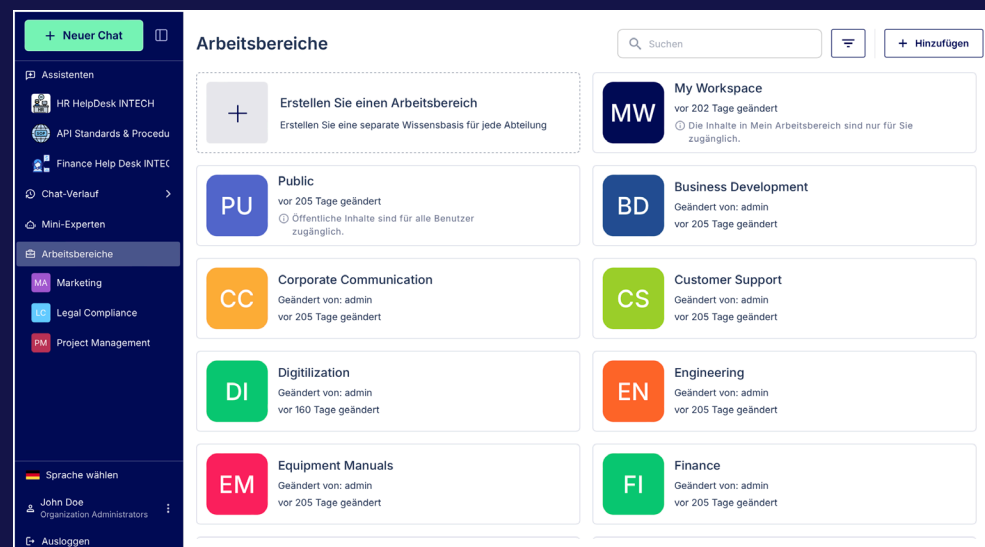 + Neuer Chat
Assistenten
HR HelpDesk INTECH
API Standards & Procedu
Finance Help Desk INTEC
Chat-Verlauf
Mini-Experten
Arbeitsbereiche
MA Marketing
LC Legal Compliance
PM Project Management
Sprache wählen
John Doe
Organization Administrators
Ausloggen
Arbeitsbereiche
Suchen
+ Hinzufügen
Erstellen Sie einen Arbeitsbereich
Erstellen Sie eine separate Wissensbasis für jede Abteilung
MW
My Workspace
vor 202 Tage geändert
Die Inhalte in Mein Arbeitsbereich sind nur für Sie
zugänglich.
PU
Public
vor 205 Tage geändert
Öffentliche Inhalte sind für alle Benutzer
zugänglich.
BD
Business Development
Geändert von: admin
vor 205 Tage geändert
CC
Corporate Communication
Geändert von: admin
vor 205 Tage geändert
CS
Customer Support
Geändert von: admin
vor 205 Tage geändert
DI
Digitilization
Geändert von: admin
vor 160 Tage geändert
EN
Engineering
Geändert von: admin
vor 205 Tage geändert
EM
Equipment Manuals
Geändert von: admin
vor 205 Tage geändert
FI
Finance
Geändert von: admin
vor 205 Tage geändert